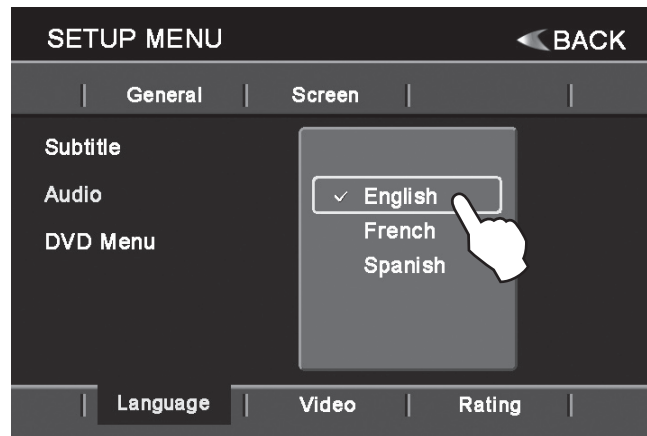 SETUP MENU BACK
General Screen
Subtitle
Audio
DVD Menu
English
French
Spanish
Language Video Rating